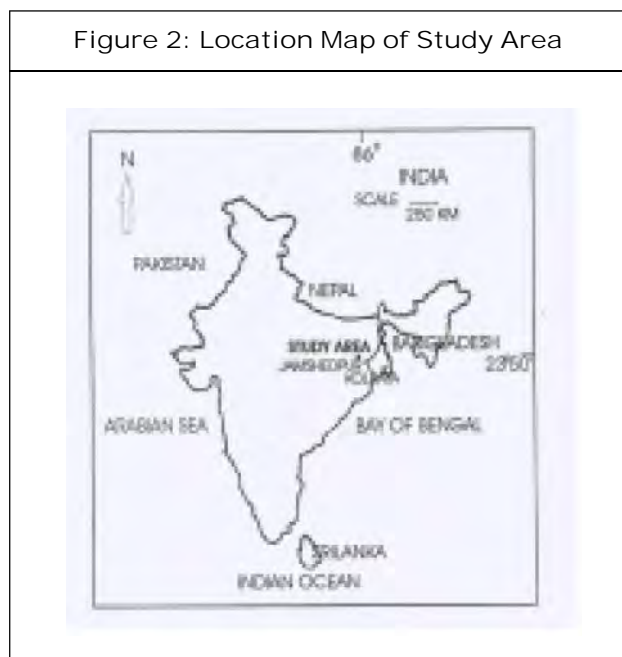 Figure 2: Location Map of Study Area
86°
N
INDIA
SCALE
250 KM
PAKISTAN
NEPAL
STUDY AREA
BANGLADESH
JAMSHEDPUR
23°50'
KOLKATA
ARABIAN SEA
BAY OF BENGAL
SRILANKA
INDIAN OCEAN